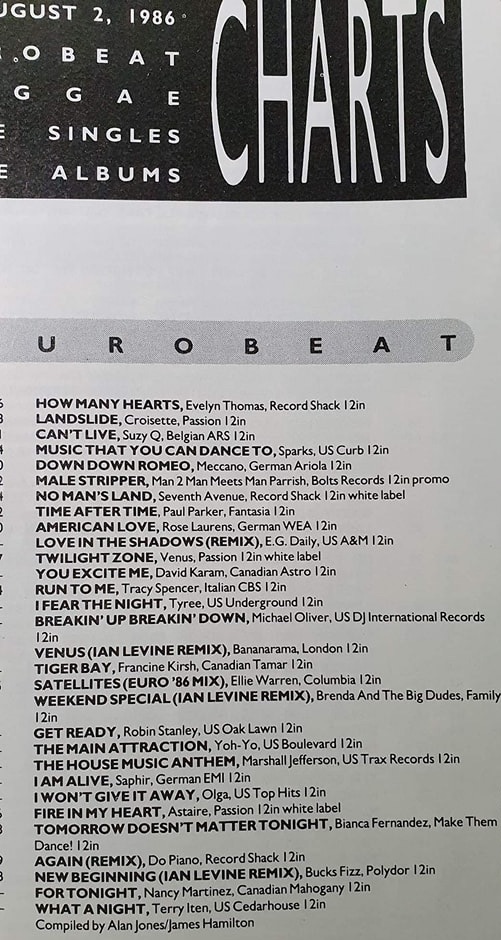 UGUST 2, 1986
OBEAT
GGAE
SINGLES
ALBUMS
CHARTS
UROBEAT
HOW MANY HEARTS, Evelyn Thomas, Record Shack 12in
LANDSLIDE, Croisette, Passion 12in
CAN'T LIVE, Suzy Q, Belgian ARS 12in
MUSIC THAT YOU CAN DANCE TO, Sparks, US Curb 12in
DOWN DOWN ROMEO, Meccano, German Ariola 12in
MALE STRIPPER, Man 2 Man Meets Man Parrish, Bolts Records 12in promo
NO MAN'S LAND, Seventh Avenue, Record Shack 12in white label
TIME AFTER TIME, Paul Parker, Fantasia 12in
AMERICAN LOVE, Rose Laurens, German WEA 12in
LOVE IN THE SHADOWS (REMIX), E.G. Daily, US A&M 12in
TWILIGHT ZONE, Venus, Passion 12in white label
YOU EXCITE ME, David Karam, Canadian Astro 12in
RUN TO ME, Tracy Spencer, Italian CBS 12in
I FEAR THE NIGHT, Tyree, US Underground 12in
BREAKIN' UP BREAKIN' DOWN, Michael Oliver, US DJ International Records
12in
VENUS (IAN LEVINE REMIX), Bananarama, London 12in
TIGER BAY, Francine Kirsh, Canadian Tamar 12in
SATELLITES (EURO '86 MIX), Ellie Warren, Columbia 12in
WEEKEND SPECIAL (IAN LEVINE REMIX), Brenda And The Big Dudes, Family
12in
GET READY, Robin Stanley, US Oak Lawn 12in
THE MAIN ATTRACTION, Yoh-Yo, US Boulevard 12in
THE HOUSE MUSIC ANTHEM, Marshall Jefferson, US Trax Records 12in
I AM ALIVE, Saphir, German EMI 12in
I WON'T GIVE IT AWAY, Olga, US Top Hits 12in
FIRE IN MY HEART, Astaire, Passion 12in white label
TOMORROW DOESN'T MATTER TONIGHT, Bianca Fernandez, Make Them
Dance! 12in
AGAIN (REMIX), Do Piano, Record Shack 12in
NEW BEGINNING (IAN LEVINE REMIX), Bucks Fizz, Polydor 12in
FOR TONIGHT, Nancy Martinez, Canadian Mahogany 12in
WHAT A NIGHT, Terry Iten, US Cedarhouse 12in
Compiled by Alan Jones/James Hamilton